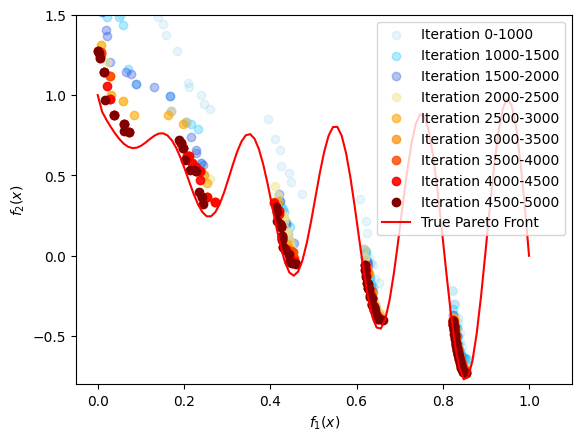 1.5
1.0
0.5
0.0
−0.5
f₂(x)
Iteration 0-1000
Iteration 1000-1500
Iteration 1500-2000
Iteration 2000-2500
Iteration 2500-3000
Iteration 3000-3500
Iteration 3500-4000
Iteration 4000-4500
Iteration 4500-5000
True Pareto Front
0.0 0.2 0.4 0.6 0.8 1.0
f₁(x)